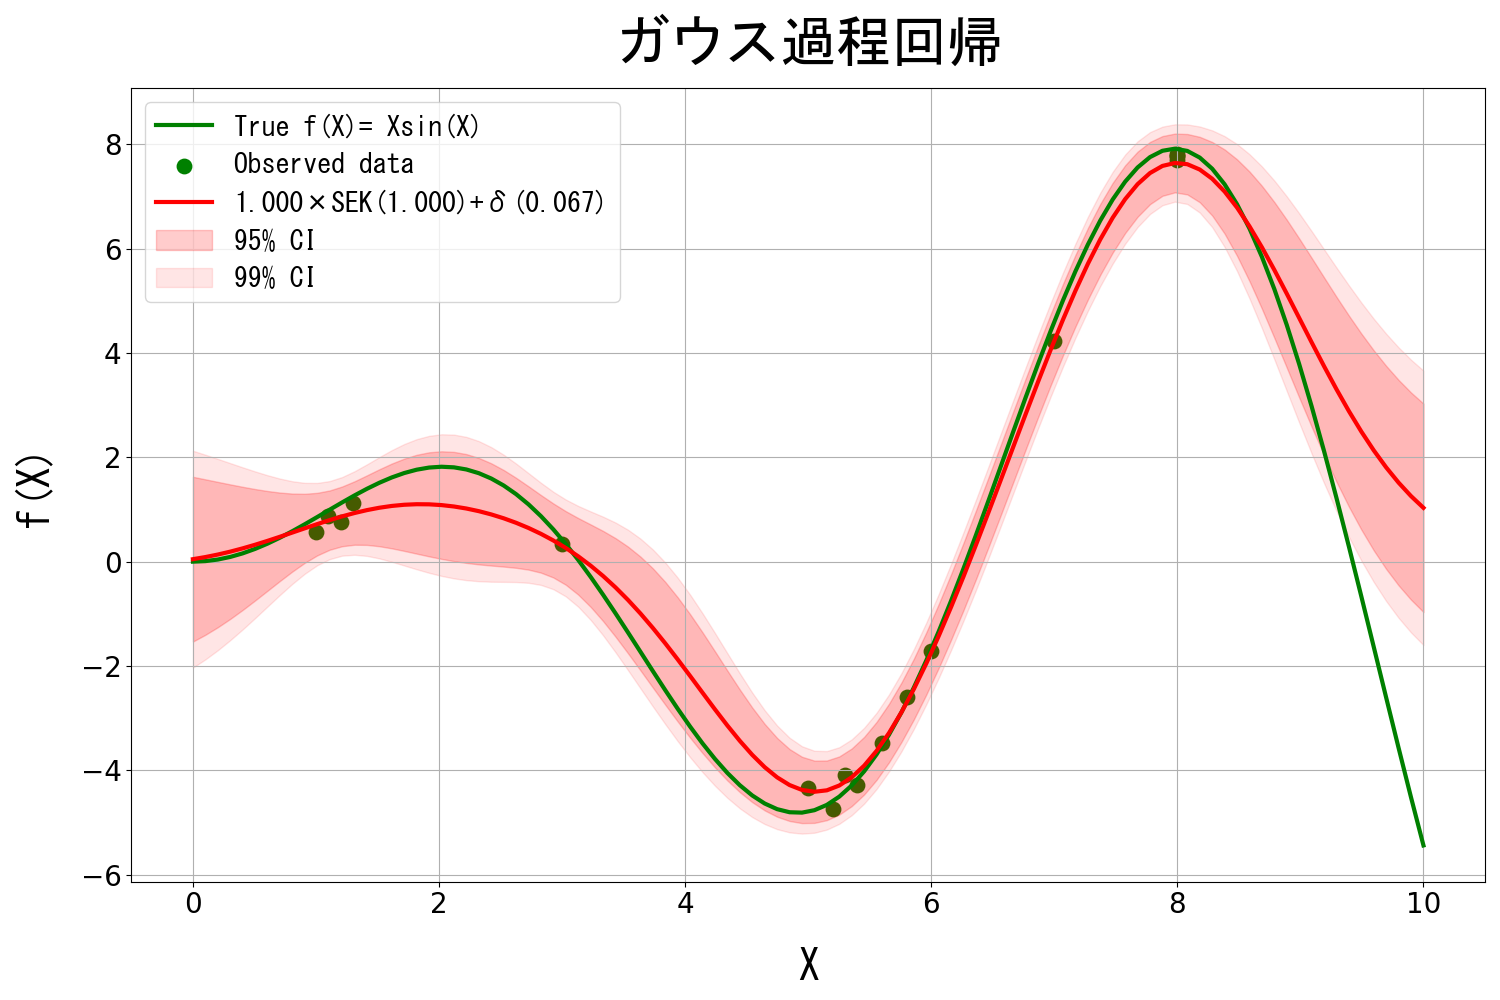 ガウス過程回帰
True f(X)= Xsin(X)
Observed data
1.000×SEK(1.000)+δ(0.067)
95% CI
99% CI
f(X)
8
6
4
2
0
−2
−4
−6
0 2 4 6 8 10
X